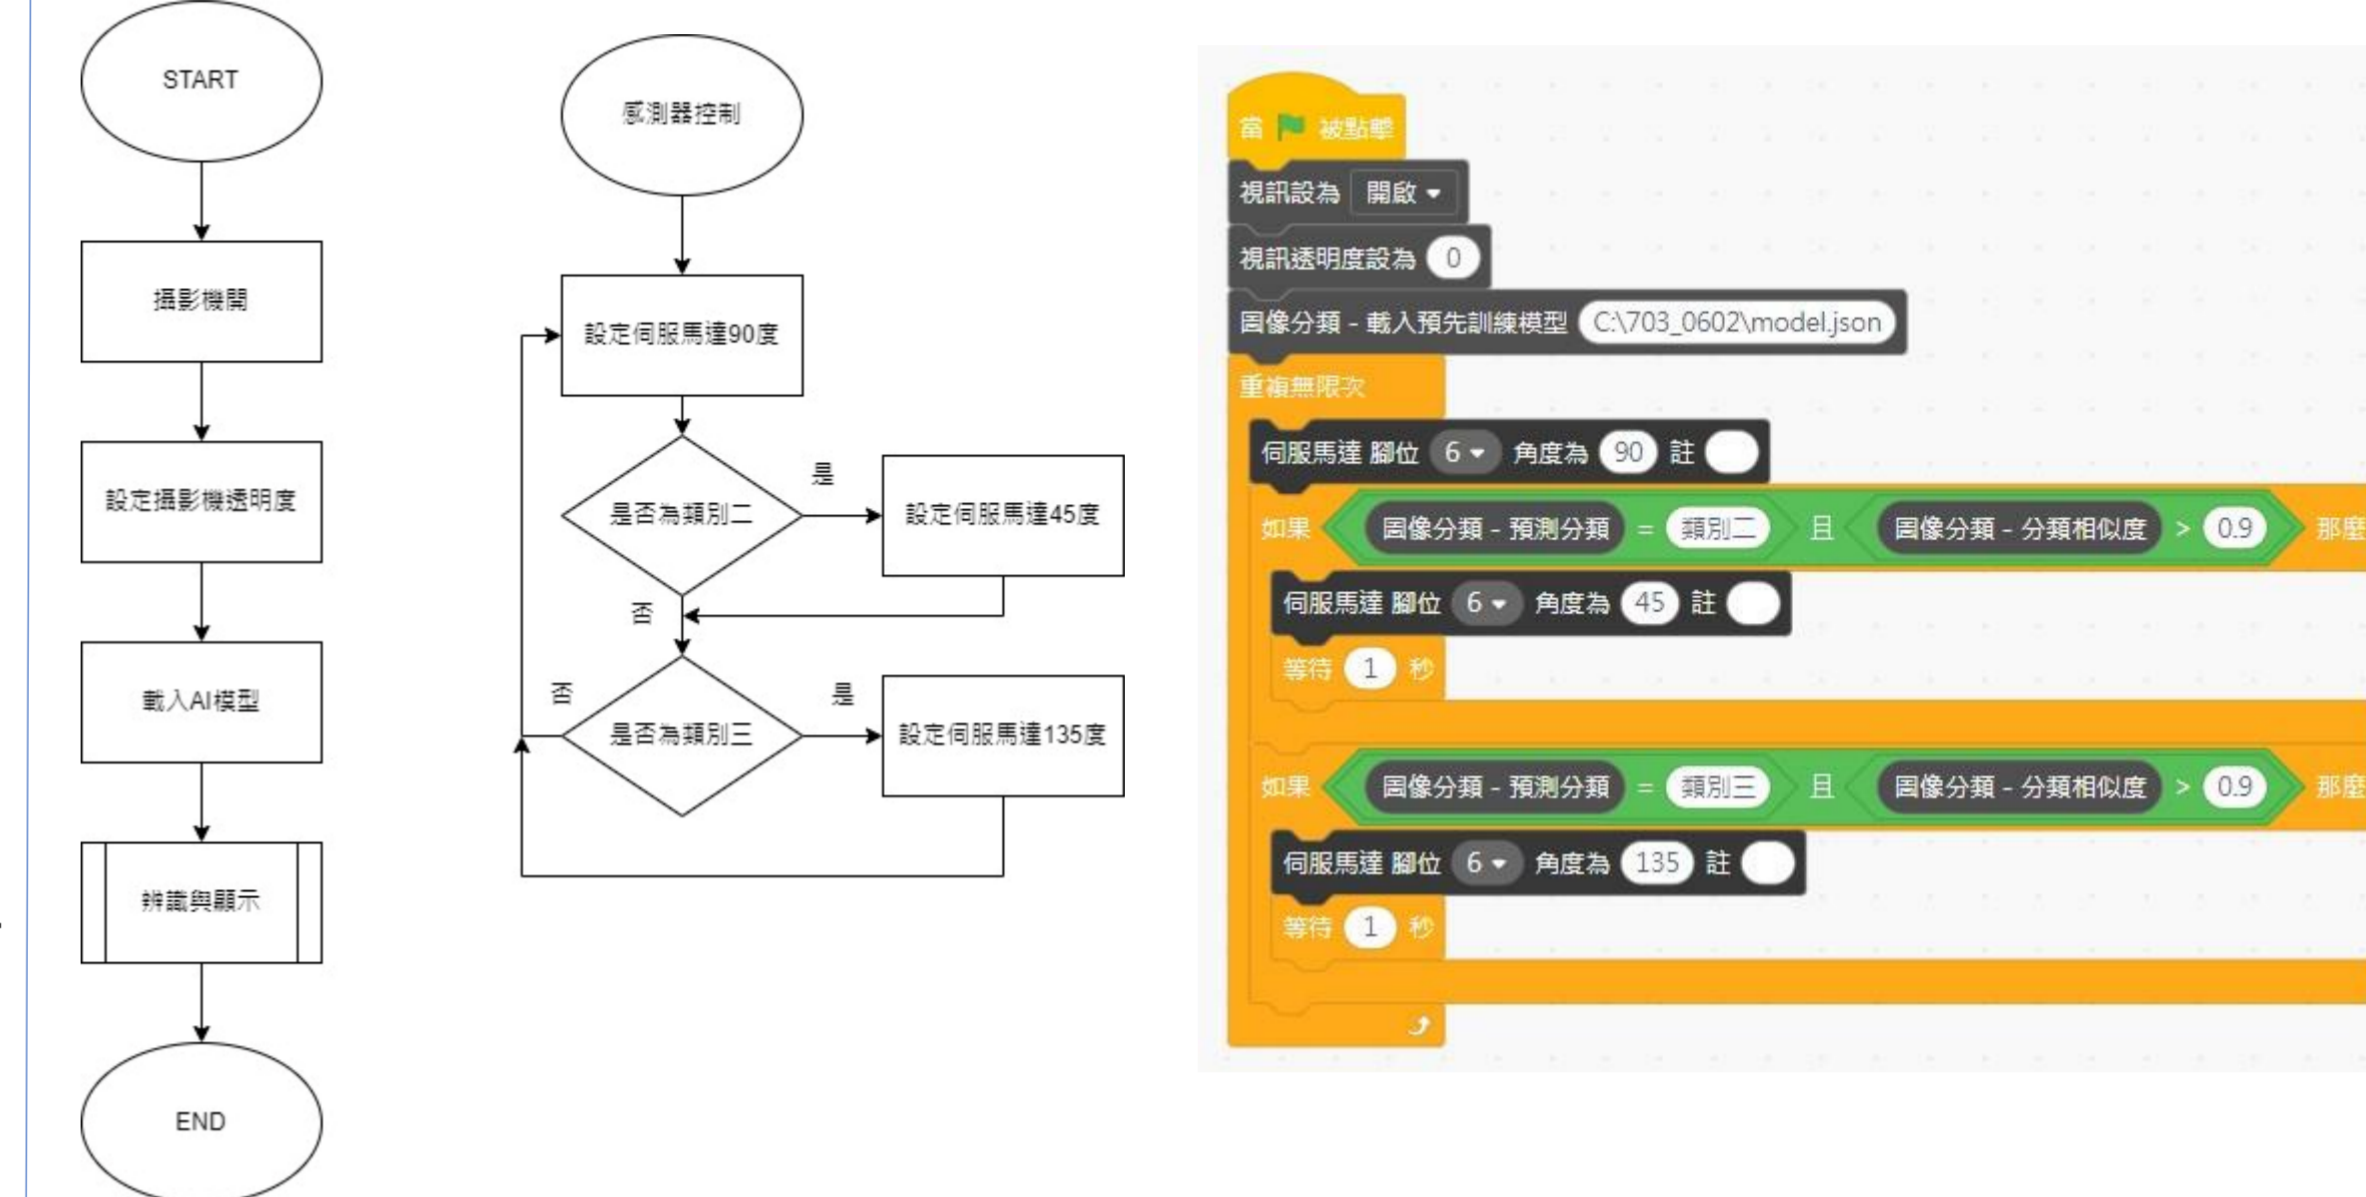 START
攝影機開
設定攝影機透明度
載入AI模型
辨識與顯示
END
感測器控制
設定伺服馬達90度
是否為類別二
是
設定伺服馬達45度
否
是否為類別三
否
是
設定伺服馬達135度
當 被點擊
視訊設為 開啟
視訊透明度設為 0
圖像分類 - 載入預先訓練模型 C:\703_0602\model.json
重複無限次
伺服馬達 腳位 6 角度為 90 註
如果 圖像分類 - 預測分類 = 類別二 且 圖像分類 - 分類相似度 > 0.9 那麼
伺服馬達 腳位 6 角度為 45 註
等待 1 秒
如果 圖像分類 - 預測分類 = 類別三 且 圖像分類 - 分類相似度 > 0.9 那麼
伺服馬達 腳位 6 角度為 135 註
等待 1 秒